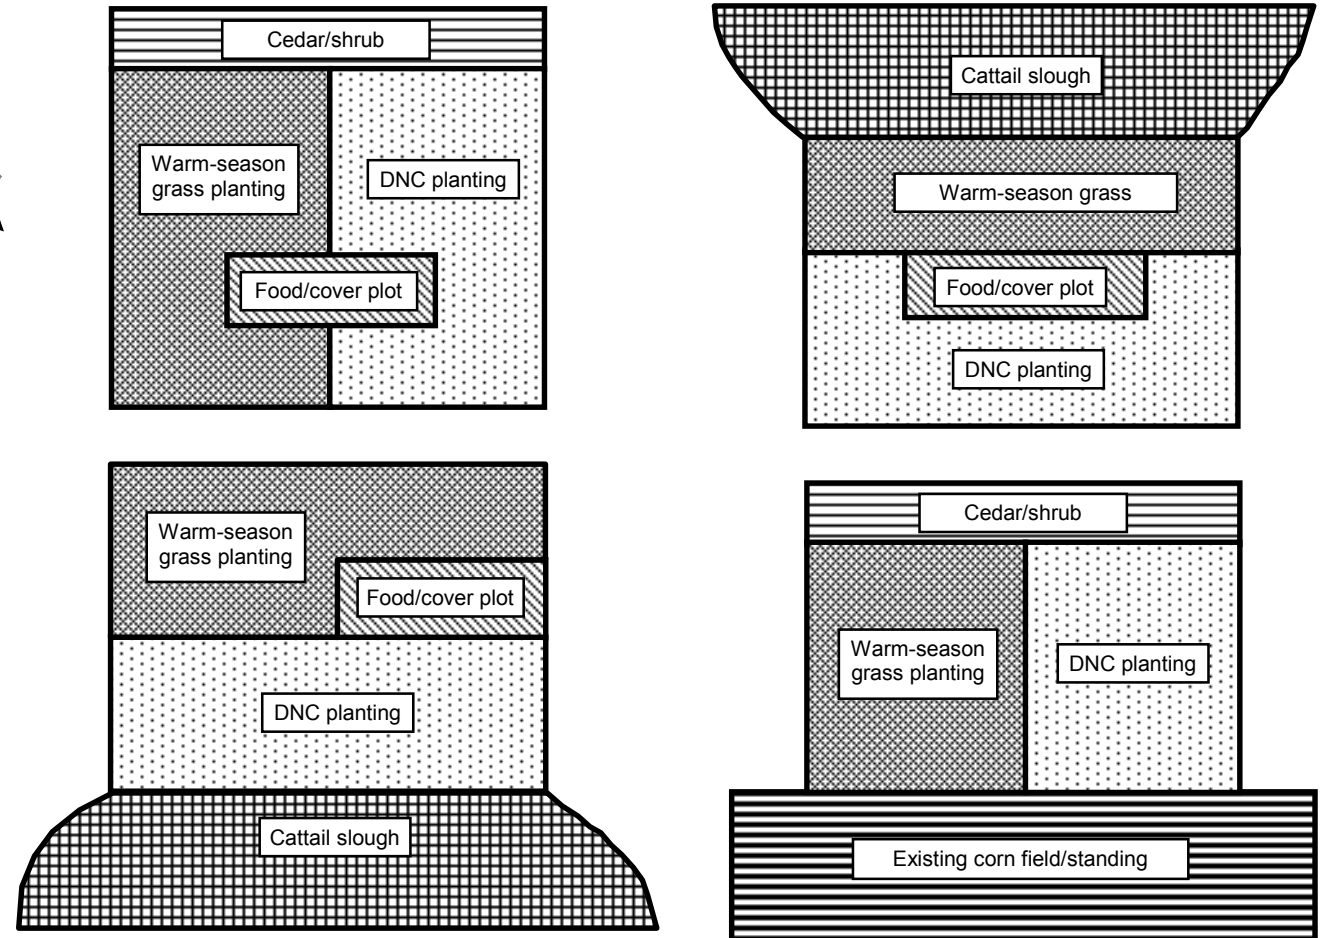 Cedar/shrub
Warm-season
grass planting
DNC planting
Food/cover plot
Cattail slough
Warm-season grass
Food/cover plot
DNC planting
Warm-season
grass planting
Food/cover plot
DNC planting
Cattail slough
Cedar/shrub
Warm-season
grass planting
DNC planting
Existing corn field/standing